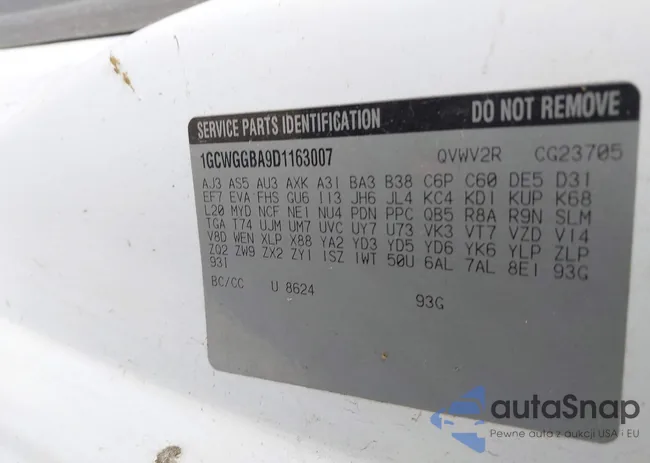 SERVICE PARTS IDENTIFICATION DO NOT REMOVE
1GCWGGBA9D1163007 QVWV2R CG23705
AJ3 AS5 AU3 AXK A31 BA3 B38 C6P C60 DE5 D31
EF7 EVA FHS GU6 I13 JH6 JL4 KC4 KD1 KUP K68
L20 MYD NCF NE1 NU4 PDN PPC QB5 R8A R9N SLM
TGA T74 UJM UM7 UVC UY7 U73 VK3 VT7 VZD V14
V8D WEN XLP X88 YA2 YD3 YD5 YD6 YK6 YLP ZLP
ZQ2 ZW9 ZX2 ZY1 1SZ 1WT 50U 6AL 7AL 8E1 93G
931
BC/CC U 8624 93G
autaSnap
Pewne auta z aukcji USA i EU